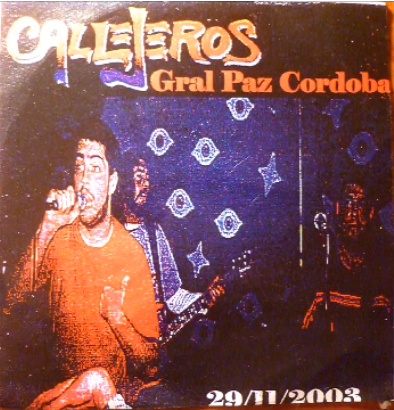 CALLEJEROS
Gral Paz Cordoba
29/11/2003